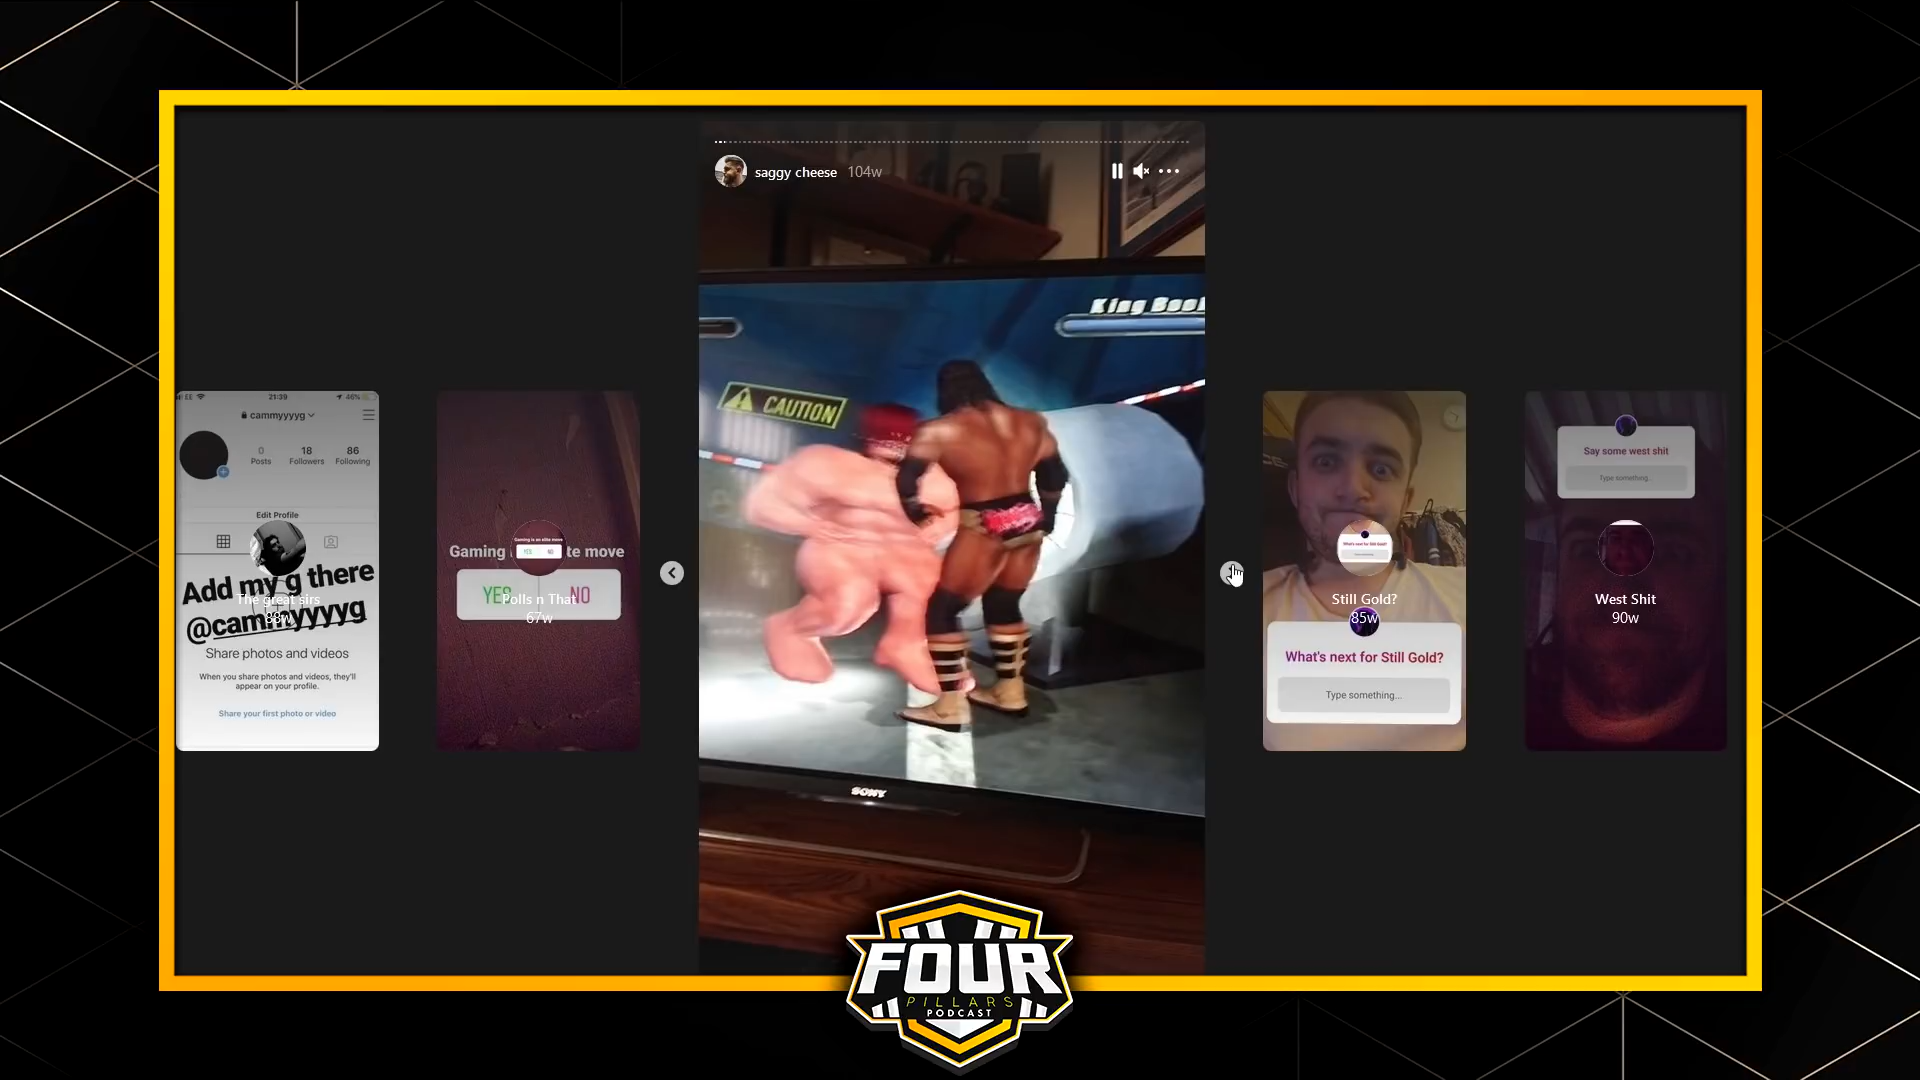 saggy cheese 104w
King Book
CAUTION
SONY
21:39
46%
cammyyyyg
0
18
86
Posts
Followers
Following
Edit Profile
Add my g there
@cammyyyyg
The great sirs
88w
Share photos and videos
When you share photos and videos, they'll
appear on your profile.
Share your first photo or video
Gaming
te move
YES
NO
Polls n That
67w
Still Gold?
85w
What's next for Still Gold?
Type something...
Say some west shit
Type something...
West Shit
90w
FOUR
PILLARS
PODCAST